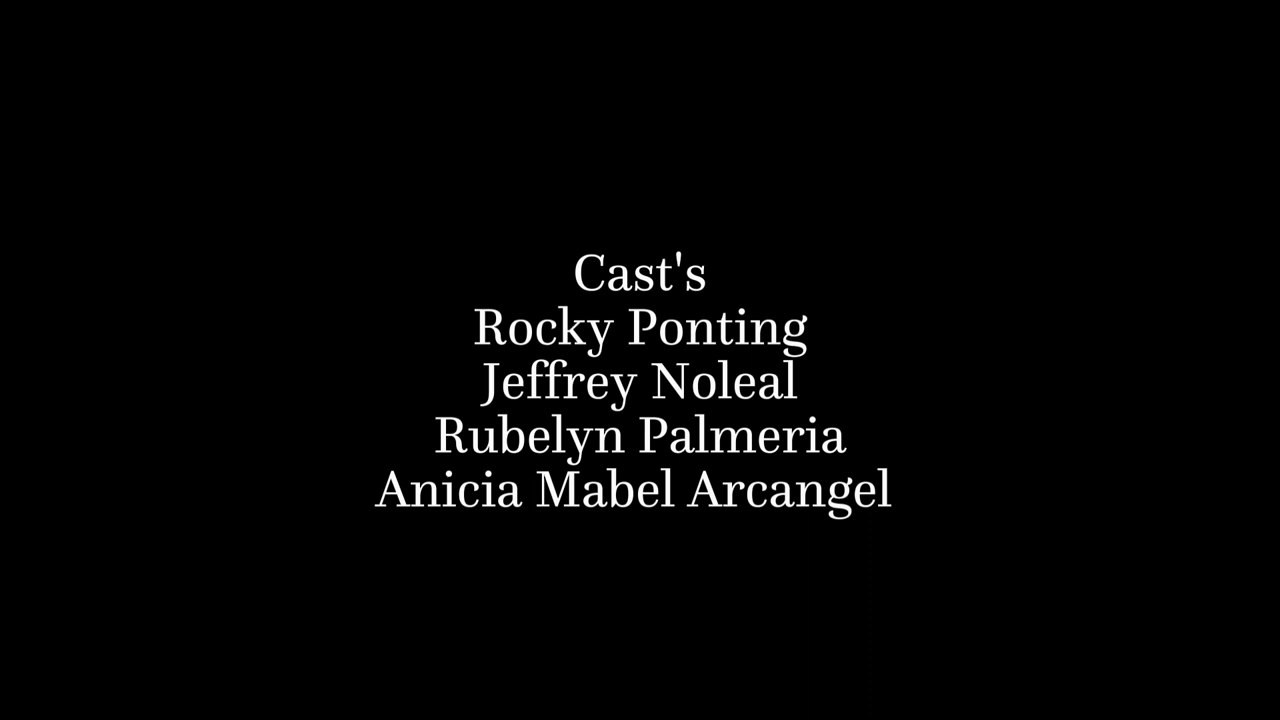 Cast's
Rocky Ponting
Jeffrey Noleal
Rubelyn Palmeria
Anicia Mabel Arcangel